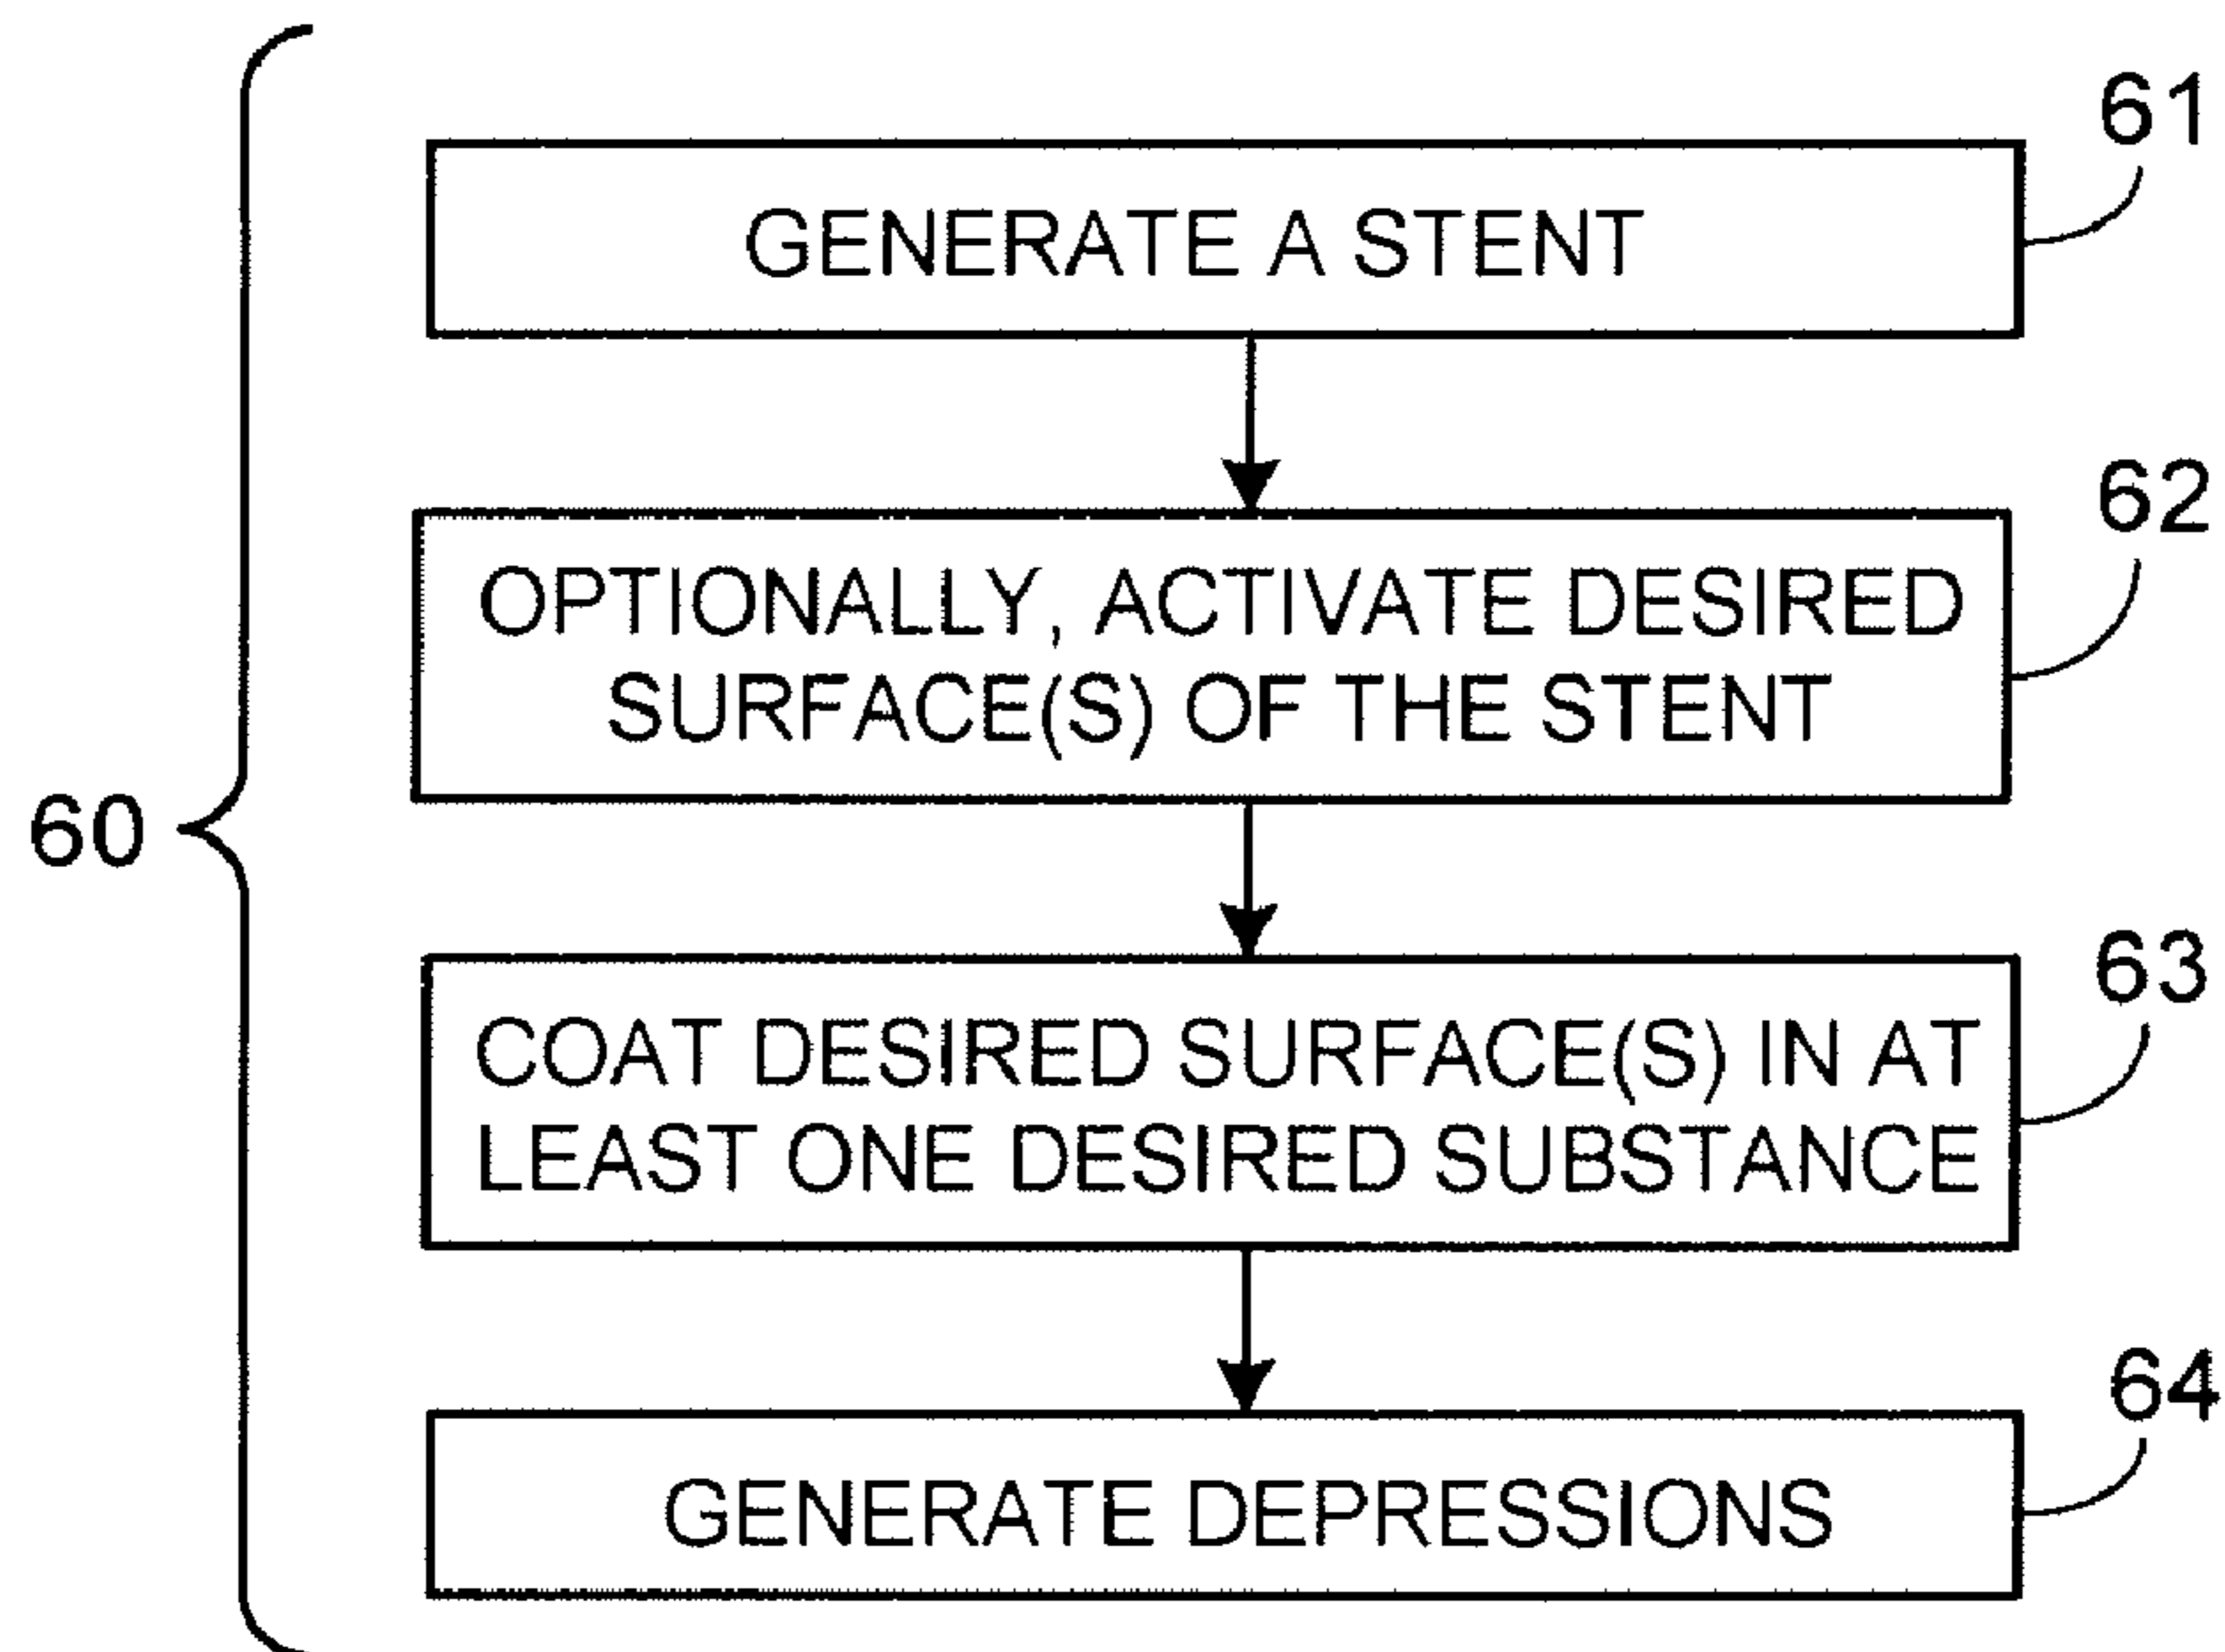 61
GENERATE A STENT
62
OPTIONALLY, ACTIVATE DESIRED
SURFACE(S) OF THE STENT
60
63
COAT DESIRED SURFACE(S) IN AT
LEAST ONE DESIRED SUBSTANCE
64
GENERATE DEPRESSIONS